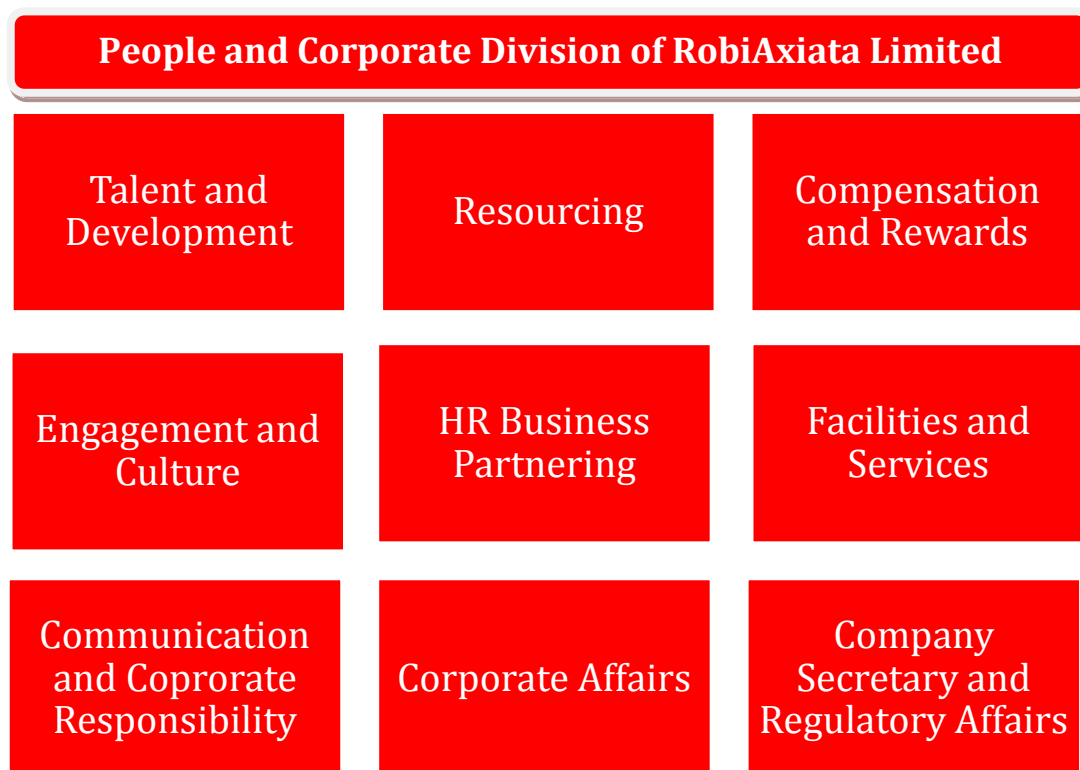 People and Corporate Division of RobiAxiata Limited
Talent and
Development
Resourcing
Compensation
and Rewards
Engagement and
Culture
HR Business
Partnering
Facilities and
Services
Communication
and Coprorate
Responsibility
Corporate Affairs
Company
Secretary and
Regulatory Affairs